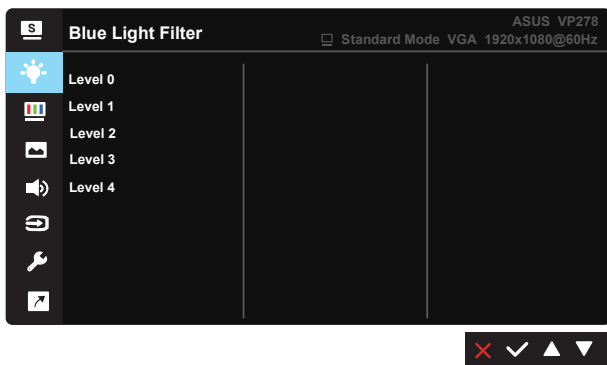 S
Blue Light Filter
ASUS VP278
Standard Mode VGA 1920x1080@60Hz
Level 0
Level 1
Level 2
Level 3
Level 4